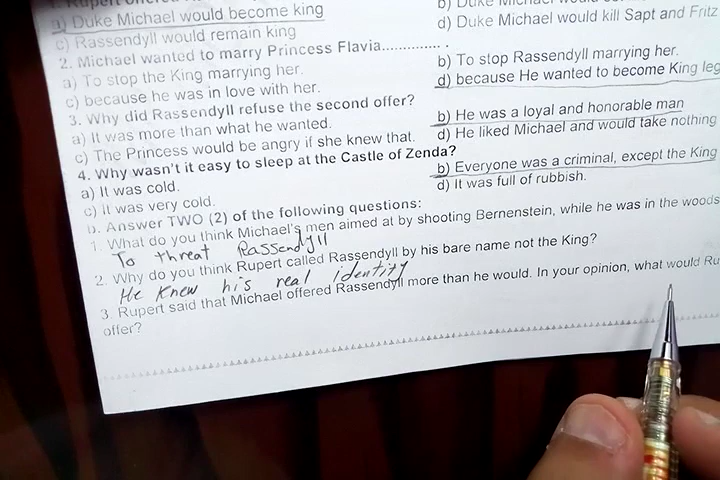 a) Duke Michael would become king
d) Duke Michael would kill Sapt and Fritz
c) Rassendyll would remain king
2. Michael wanted to marry Princess Flavia.............. .
a) To stop the King marrying her.
b) To stop Rassendyll marrying her.
c) because he was in love with her.
d) because He wanted to become King leg
3. Why did Rassendyll refuse the second offer?
a) It was more than what he wanted.
b) He was a loyal and honorable man
c) The Princess would be angry if she knew that.
d) He liked Michael and would take nothing
4. Why wasn't it easy to sleep at the Castle of Zenda?
a) It was cold.
b) Everyone was a criminal, except the King
c) It was very cold.
d) It was full of rubbish.
b. Answer TWO (2) of the following questions:
1. What do you think Michael's men aimed at by shooting Bernenstein, while he was in the woods
To threat Rassendyll
2. Why do you think Rupert called Rassendyll by his bare name not the King?
He Knew his real identity
3. Rupert said that Michael offered Rassendyll more than he would. In your opinion, what would Ru
offer?